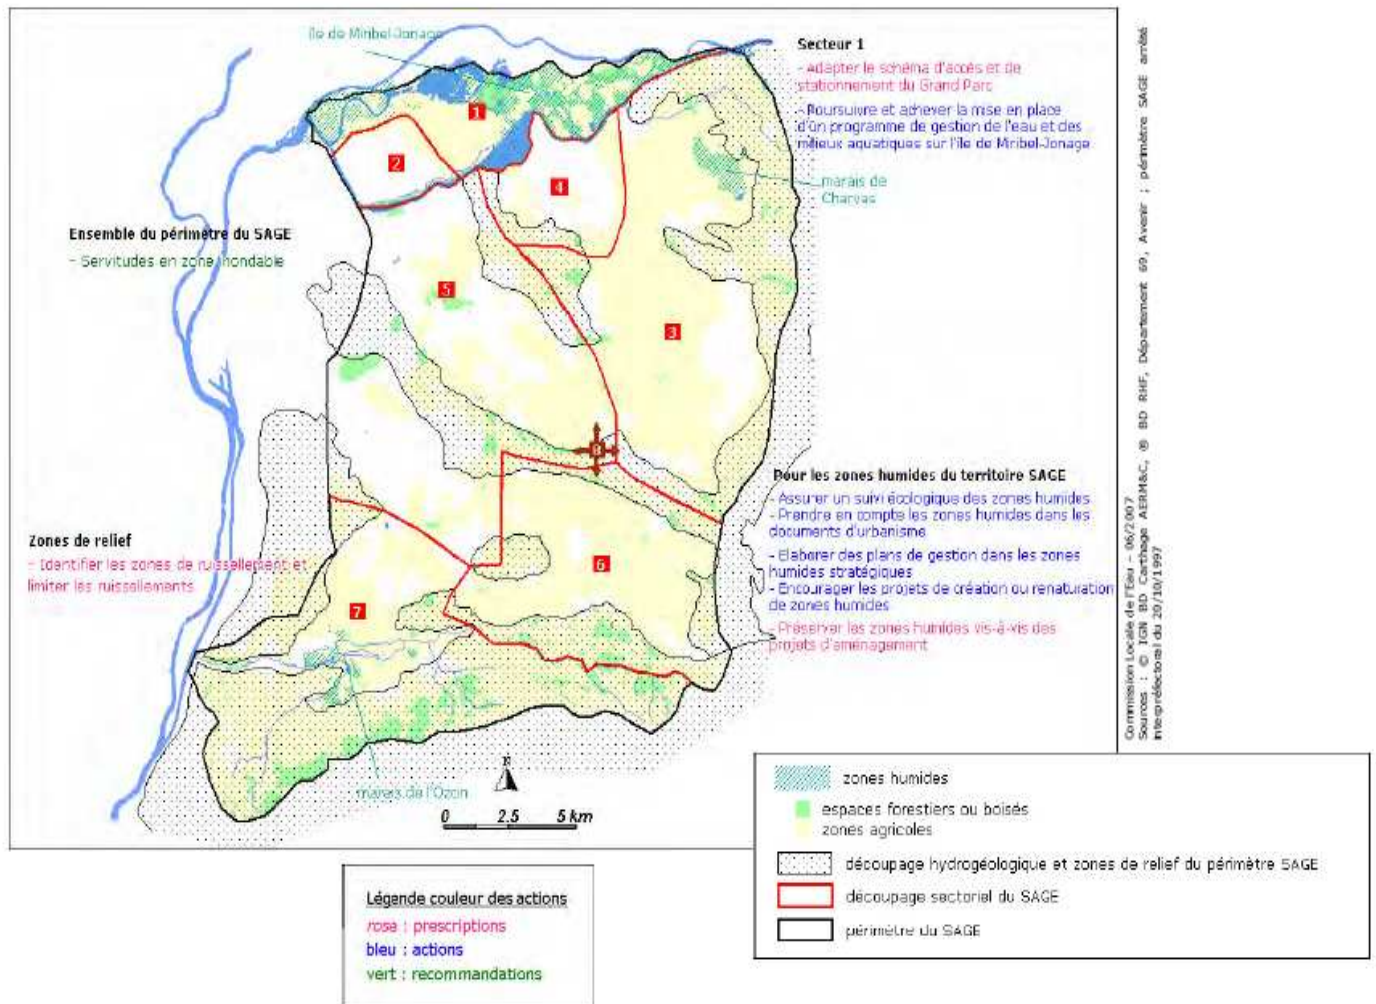 île de Miribel-Jonage
Secteur 1
- Adapter le schéma d'accès et de
stationnement du Grand Parc
- Poursuivre et achever la mise en place
d'un programme de gestion de l'eau et des
milieux aquatiques sur l'île de Miribel-Jonage
1
2
4
marais de
Charvas
Ensemble du périmètre du SAGE
- Servitudes en zone inondable
5
3
8
Pour les zones humides du territoire SAGE
- Assurer un suivi écologique des zones humides
- Prendre en compte les zones humides dans les
documents d'urbanisme
- Elaborer des plans de gestion dans les zones
humides stratégiques
- Encourager les projets de création ou renaturation
de zones humides
- Préserver les zones humides vis-à-vis des
projets d'aménagement
Zones de relief
- Identifier les zones de ruissellement et
limiter les ruissellements
6
7
marais de l'Ozon
N
0 2.5 5 km
Commission Locale de l'Eau - 06/2007
Sources : © IGN BD Carthage AERM&C, ® BD RHF, Département 69, Avenir ; périmètre SAGE arrêté
interpréfectoral du 20/10/1997
zones humides
espaces forestiers ou boisés
zones agricoles
découpage hydrogéologique et zones de relief du périmètre SAGE
découpage sectoriel du SAGE
périmètre du SAGE
Légende couleur des actions
rose : prescriptions
bleu : actions
vert : recommandations